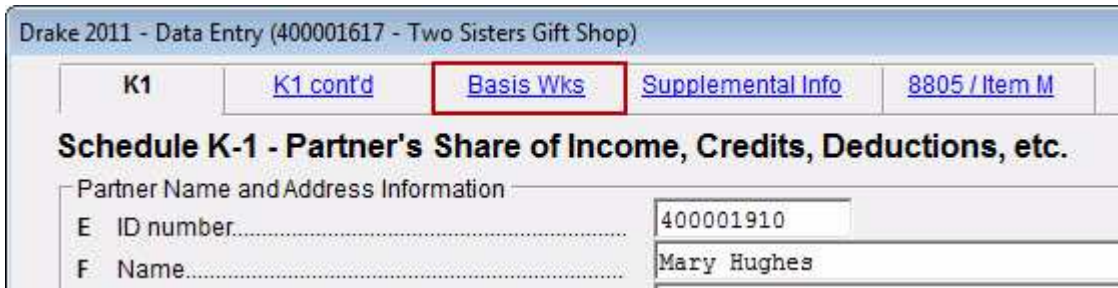 Drake 2011 - Data Entry (400001617 - Two Sisters Gift Shop)
K1 K1 cont'd Basis Wks Supplemental Info 8805 / Item M
Schedule K-1 - Partner's Share of Income, Credits, Deductions, etc.
Partner Name and Address Information
E ID number 400001910
F Name Mary Hughes